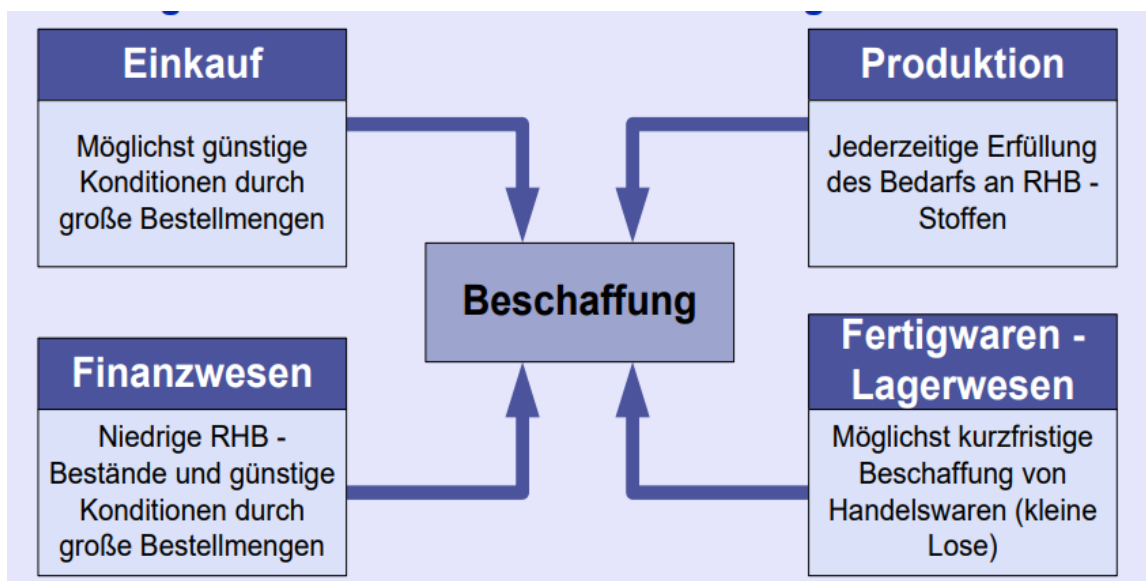 Einkauf
Möglichst günstige
Konditionen durch
große Bestellmengen
Produktion
Jederzeitige Erfüllung
des Bedarfs an RHB -
Stoffen
Beschaffung
Finanzwesen
Niedrige RHB -
Bestände und günstige
Konditionen durch
große Bestellmengen
Fertigwaren -
Lagerwesen
Möglichst kurzfristige
Beschaffung von
Handelswaren (kleine
Lose)